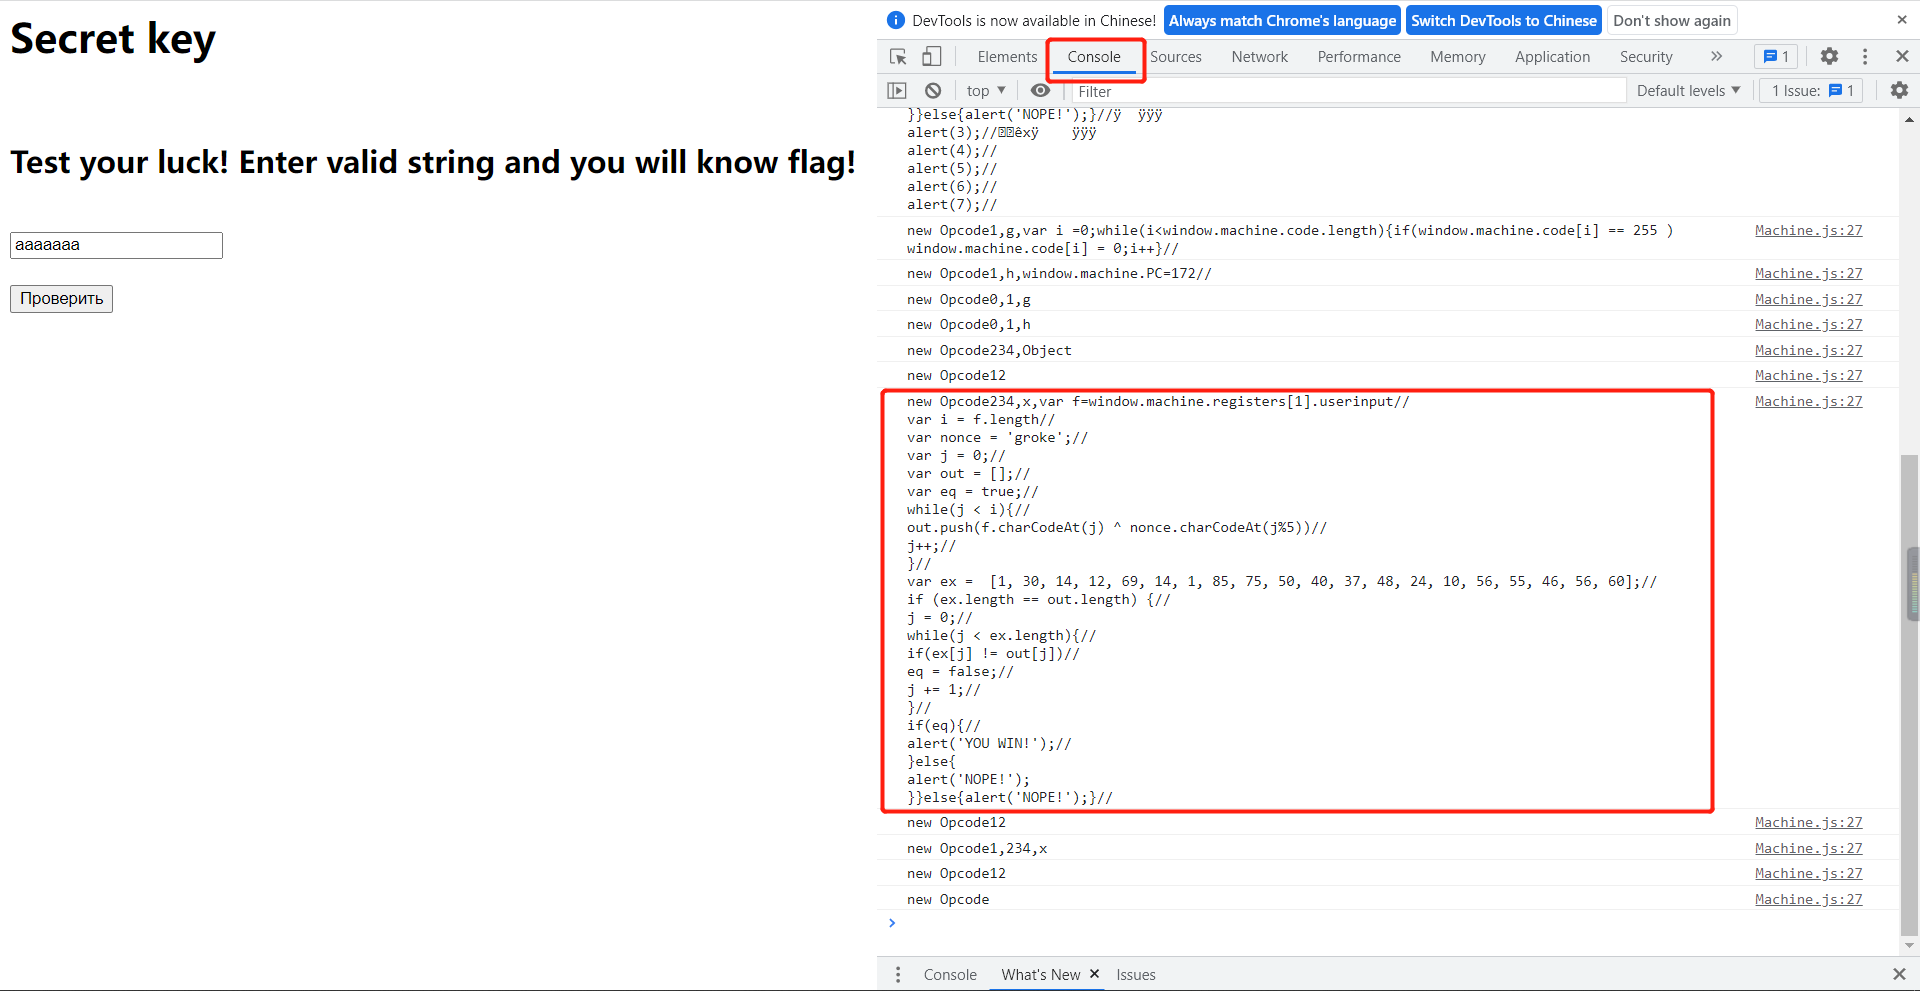 Secret key
Test your luck! Enter valid string and you will know flag!
aaaaaaa
Проверить
DevTools is now available in Chinese! Always match Chrome's language Switch DevTools to Chinese Don't show again
Elements Console Sources Network Performance Memory Application Security 1
top Filter Default levels 1 Issue: 1
}}else{alert('NOPE!');}//ÿ ÿÿÿ
alert(3);//êxÿ ÿÿÿ
alert(4);//
alert(5);//
alert(6);//
alert(7);//
new Opcode1,g,var i =0;while(i<window.machine.code.length){if(window.machine.code[i] == 255 ) Machine.js:27
window.machine.code[i] = 0;i++}//
new Opcode1,h,window.machine.PC=172// Machine.js:27
new Opcode0,1,g Machine.js:27
new Opcode0,1,h Machine.js:27
new Opcode234,Object Machine.js:27
new Opcode12 Machine.js:27
new Opcode234,x,var f=window.machine.registers[1].userinput// Machine.js:27
var i = f.length//
var nonce = 'groke';//
var j = 0;//
var out = [];//
var eq = true;//
while(j < i){//
out.push(f.charCodeAt(j) ^ nonce.charCodeAt(j%5))//
j++;//
}//
var ex =  [1, 30, 14, 12, 69, 14, 1, 85, 75, 50, 40, 37, 48, 24, 10, 56, 55, 46, 56, 60];//
if (ex.length == out.length) {//
j = 0;//
while(j < ex.length){//
if(ex[j] != out[j])//
eq = false;//
j += 1;//
}//
if(eq){//
alert('YOU WIN!');//
}else{
alert('NOPE!');
}}else{alert('NOPE!');}//
new Opcode12 Machine.js:27
new Opcode1,234,x Machine.js:27
new Opcode12 Machine.js:27
new Opcode Machine.js:27
Console What's New Issues